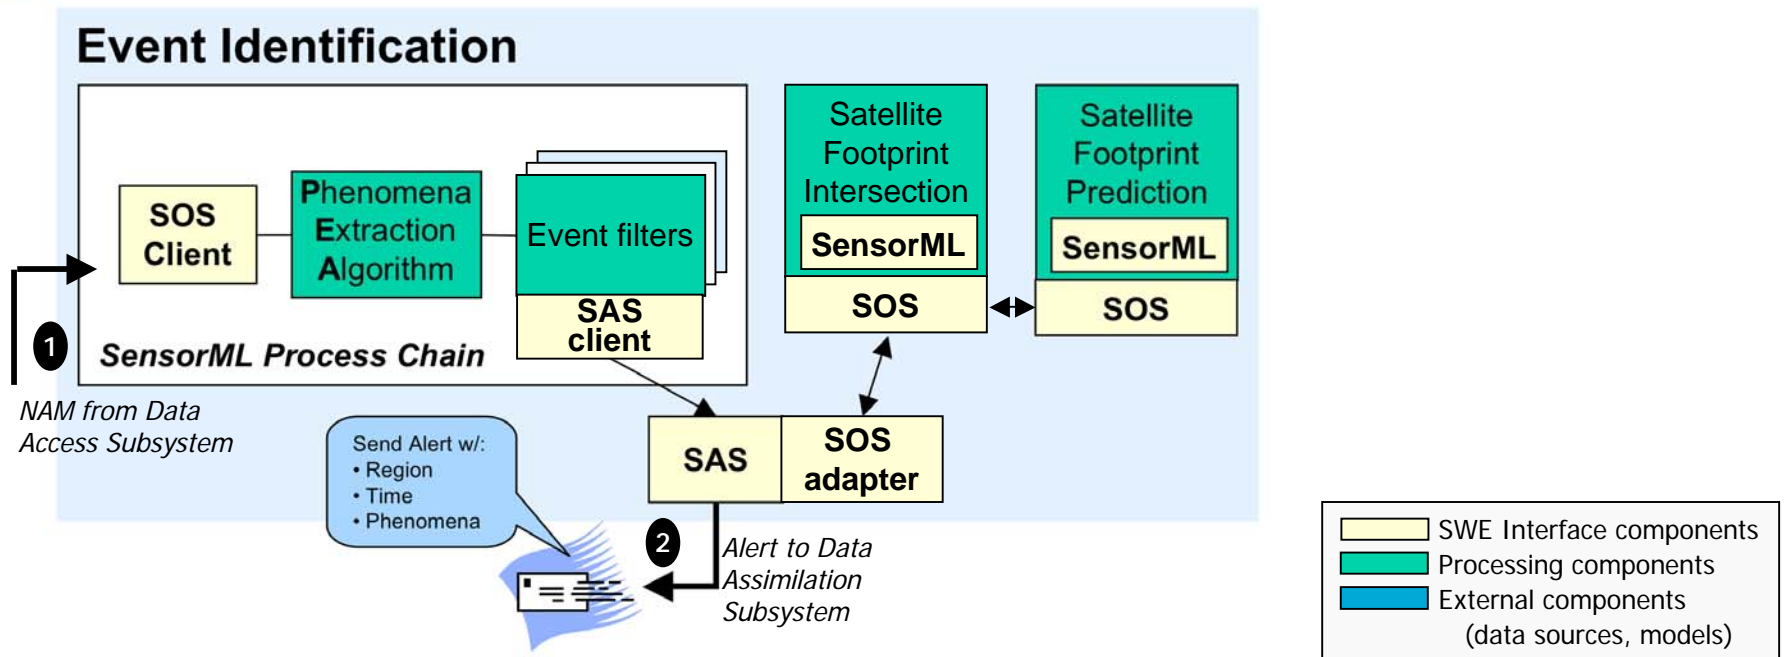 Event Identification
SOS
Client
Phenomena
Extraction
Algorithm
Event filters
SAS
client
SensorML Process Chain
Satellite
Footprint
Intersection
SensorML
SOS
Satellite
Footprint
Prediction
SensorML
SOS
1
NAM from Data
Access Subsystem
Send Alert w/:
• Region
• Time
• Phenomena
SAS
SOS
adapter
2
Alert to Data
Assimilation
Subsystem
SWE Interface components
Processing components
External components
(data sources, models)